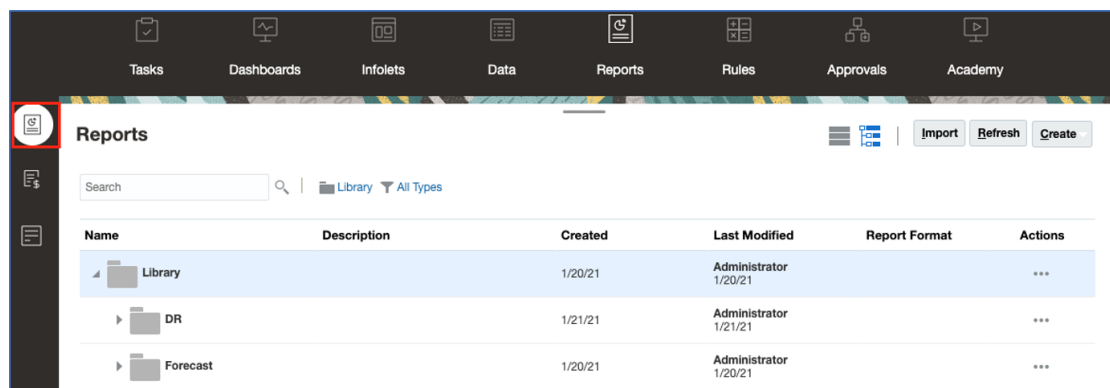 Tasks Dashboards Infolets Data Reports Rules Approvals Academy
Reports
Import Refresh Create
Search Library All Types
Name Description Created Last Modified Report Format Actions
Library 1/20/21 Administrator
1/20/21
DR 1/21/21 Administrator
1/21/21
Forecast 1/20/21 Administrator
1/20/21